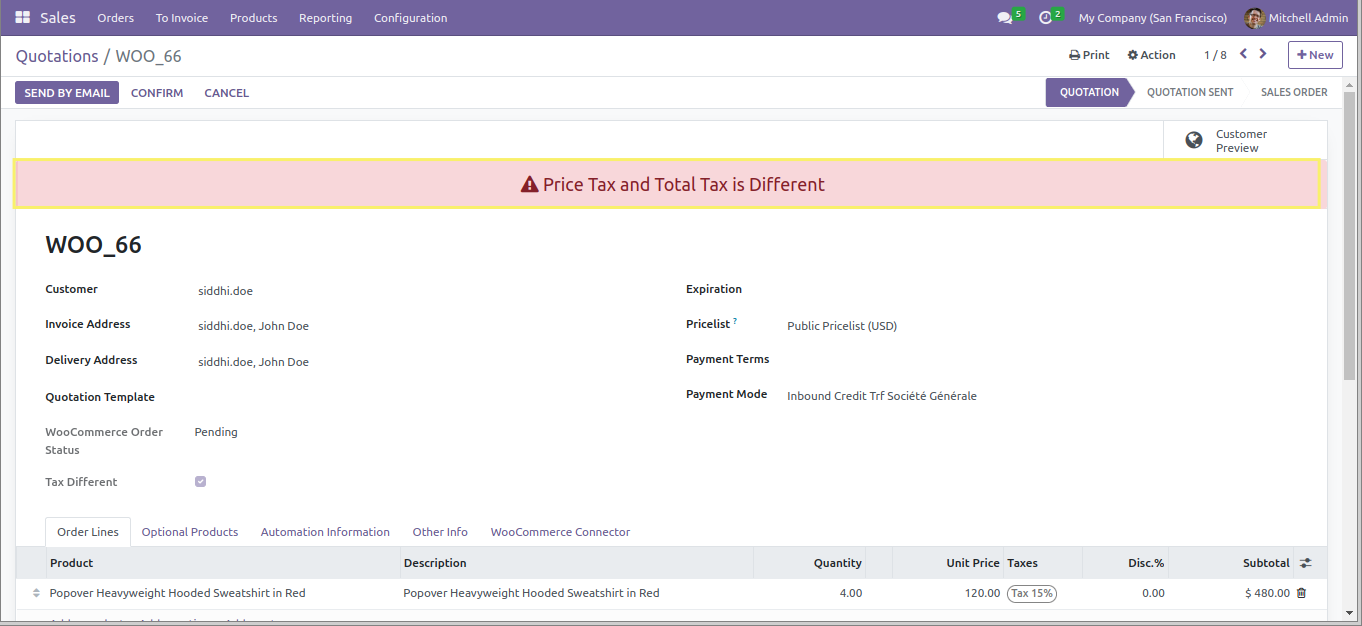 Sales Orders To Invoice Products Reporting Configuration 5 2 My Company (San Francisco) Mitchell Admin
Quotations / WOO_66 Print Action 1 / 8 New
SEND BY EMAIL CONFIRM CANCEL QUOTATION QUOTATION SENT SALES ORDER
Customer
Preview
Price Tax and Total Tax is Different
WOO_66
Customer siddhi.doe Expiration
Invoice Address siddhi.doe, John Doe Pricelist ? Public Pricelist (USD)
Delivery Address siddhi.doe, John Doe Payment Terms
Quotation Template Payment Mode Inbound Credit Trf Société Générale
WooCommerce Order Pending
Status
Tax Different
Order Lines Optional Products Automation Information Other Info WooCommerce Connector
Product Description Quantity Unit Price Taxes Disc.% Subtotal
Popover Heavyweight Hooded Sweatshirt in Red Popover Heavyweight Hooded Sweatshirt in Red 4.00 120.00 Tax 15% 0.00 $ 480.00